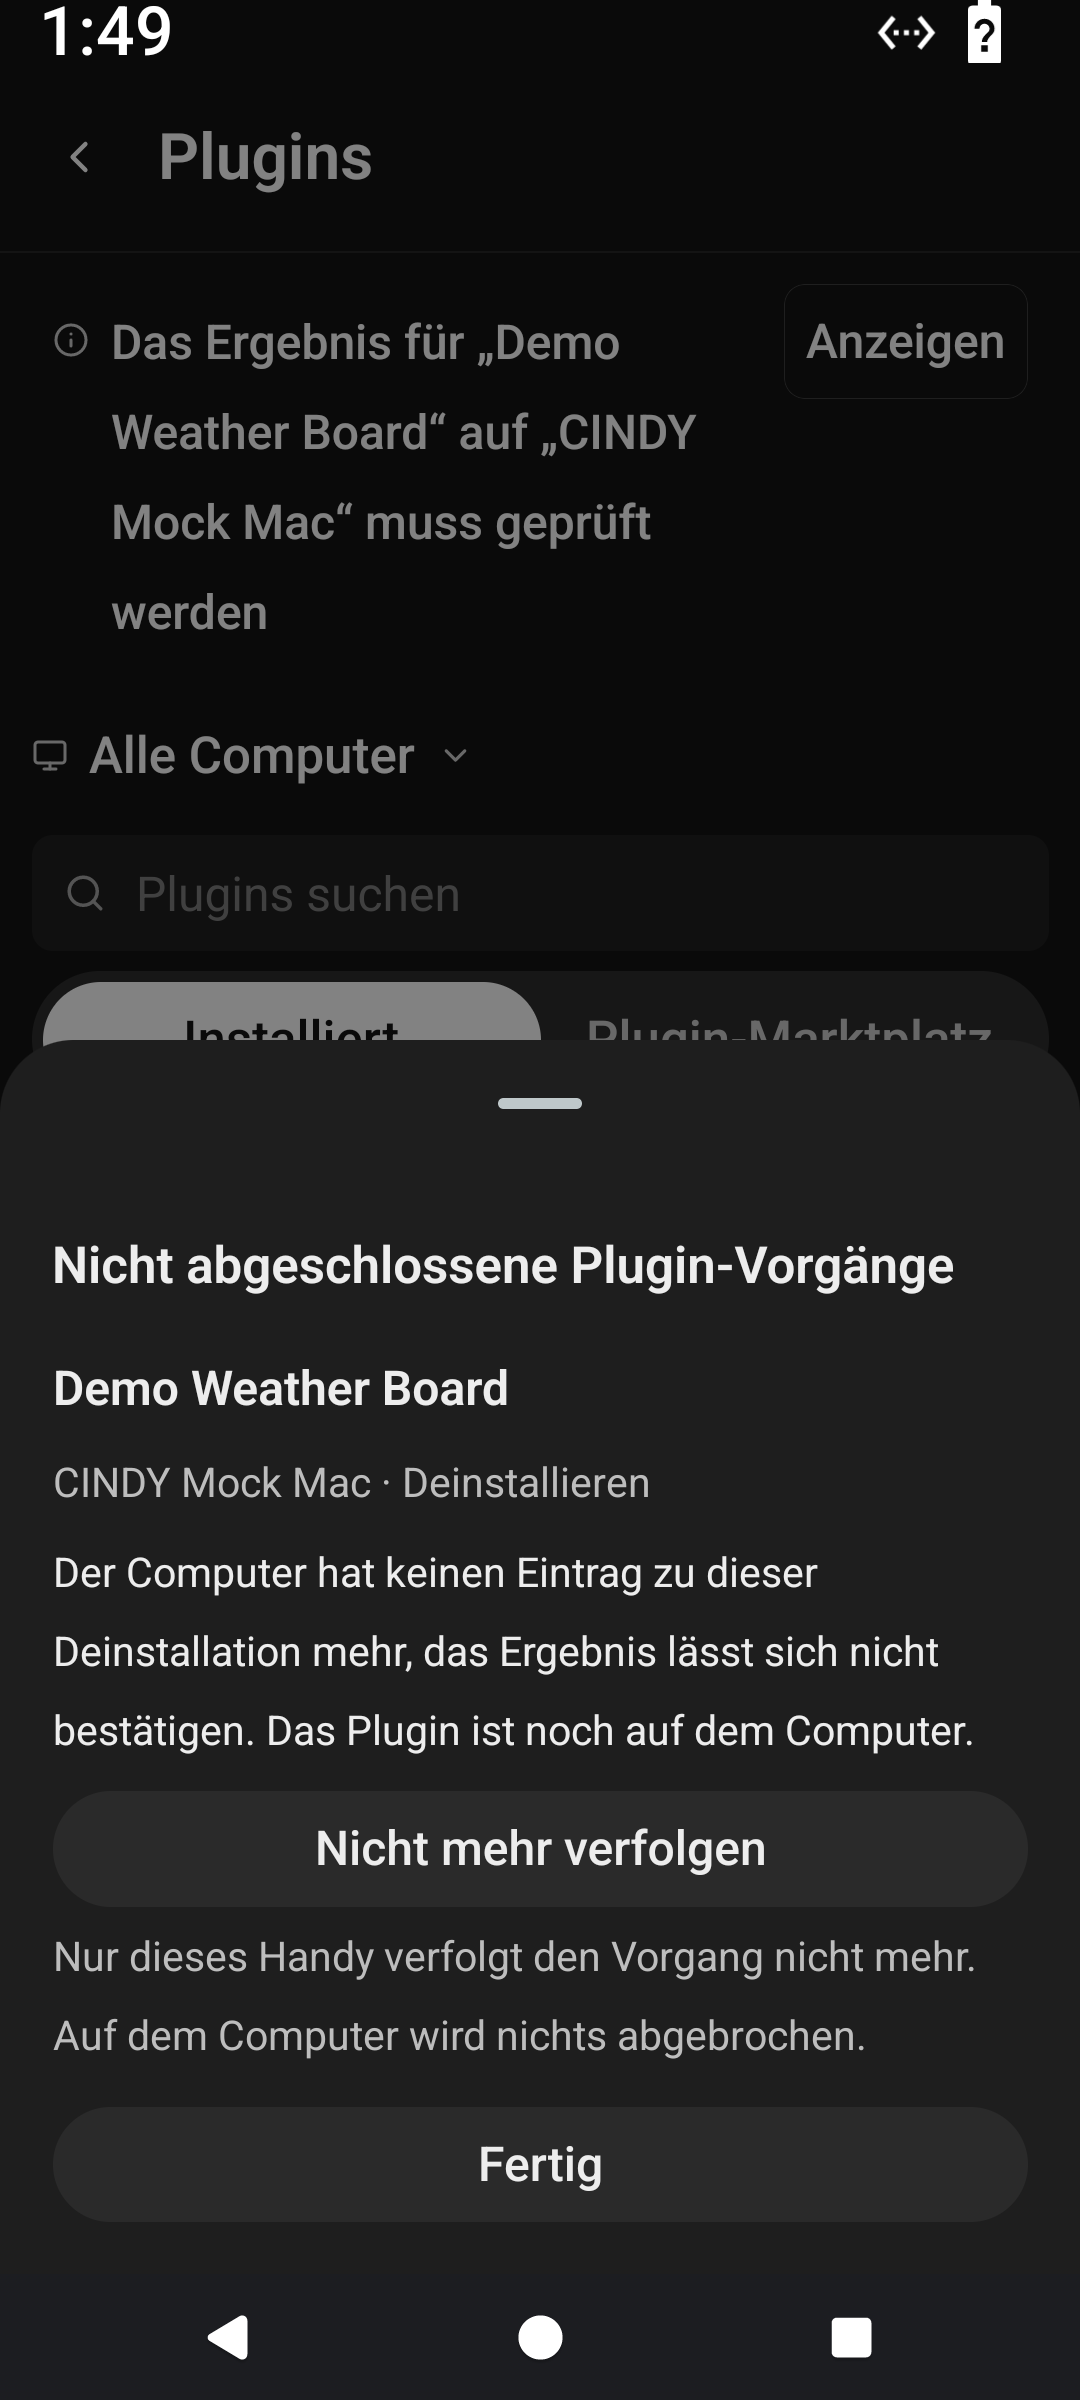 1:49
Plugins
Das Ergebnis für „Demo
Weather Board“ auf „CINDY
Mock Mac“ muss geprüft
werden
Anzeigen
Alle Computer
Plugins suchen
Installiert
Plugin-Marktplatz
Nicht abgeschlossene Plugin-Vorgänge
Demo Weather Board
CINDY Mock Mac · Deinstallieren
Der Computer hat keinen Eintrag zu dieser
Deinstallation mehr, das Ergebnis lässt sich nicht
bestätigen. Das Plugin ist noch auf dem Computer.
Nicht mehr verfolgen
Nur dieses Handy verfolgt den Vorgang nicht mehr.
Auf dem Computer wird nichts abgebrochen.
Fertig